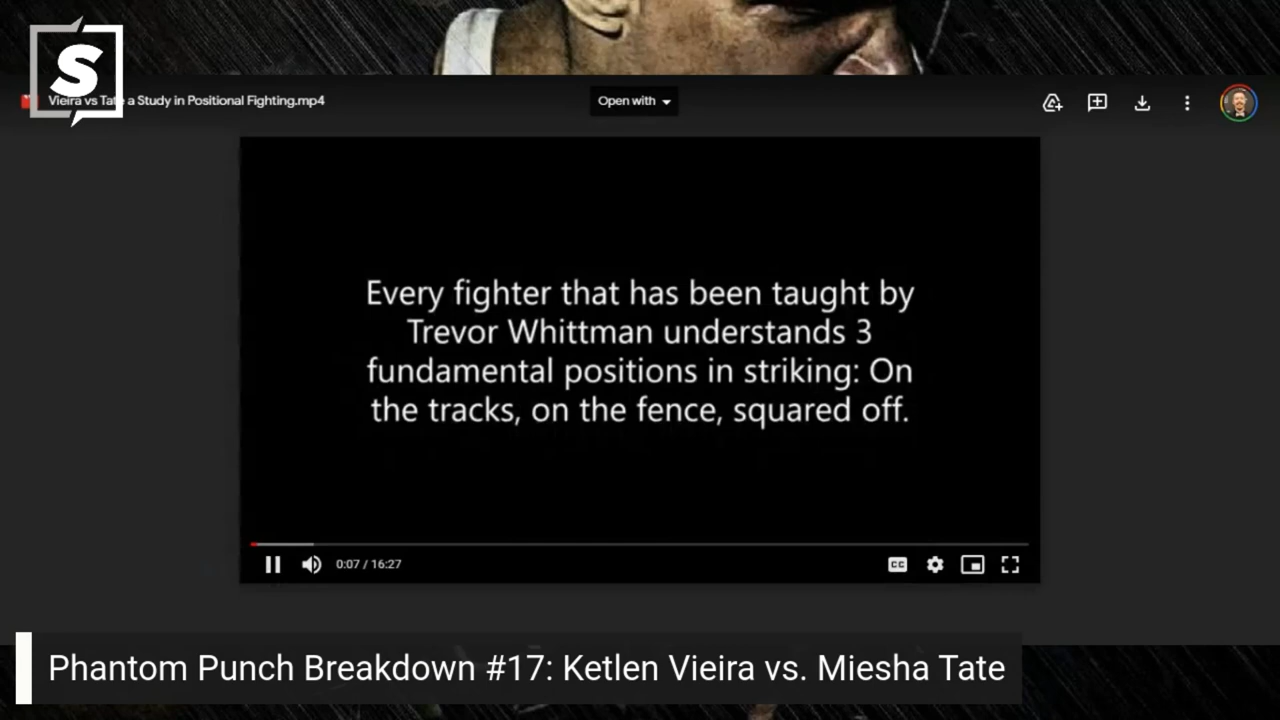 S
Vieira vs Tate a Study in Positional Fighting.mp4
Open with
Every fighter that has been taught by
Trevor Whittman understands 3
fundamental positions in striking: On
the tracks, on the fence, squared off.
0:07 / 16:27
CC
Phantom Punch Breakdown #17: Ketlen Vieira vs. Miesha Tate